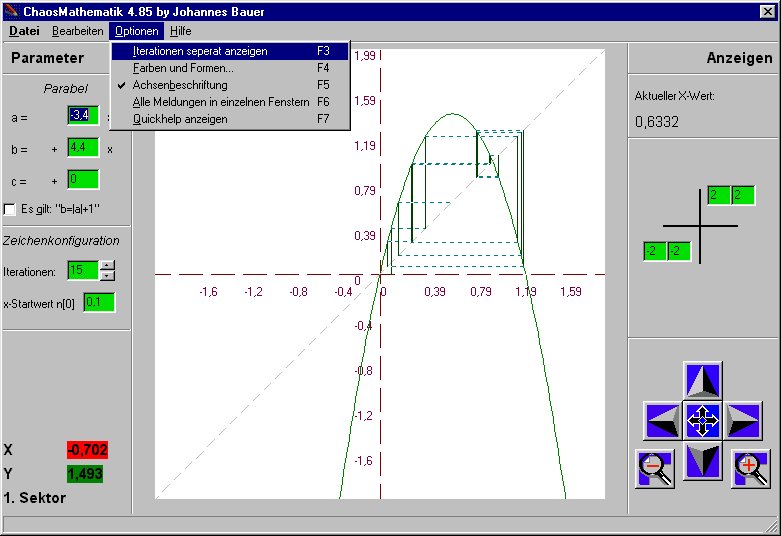 ChaosMathematik 4.85 by Johannes Bauer
Datei Bearbeiten Optionen Hilfe
Iterationen seperat anzeigen F3
Farben und Formen... F4
Achsenbeschriftung F5
Alle Meldungen in einzelnen Fenstern F6
Quickhelp anzeigen F7
Parameter
Parabel
a = -3,4
b = + 4,4 x
c = + 0
Es gilt: "b=|a|+1"
Zeichenkonfiguration
Iterationen: 15
x-Startwert n[0] 0,1
X -0,702
Y 1,493
1. Sektor
1,99
1,59
1,19
0,79
0,39
0
-1,6 -1,2 -0,8 -0,4 0 0,39 0,79 1,19 1,59
-0,4
-0,8
-1,2
-1,6
Anzeigen
Aktueller X-Wert:
0,6332
2 2
-2 -2